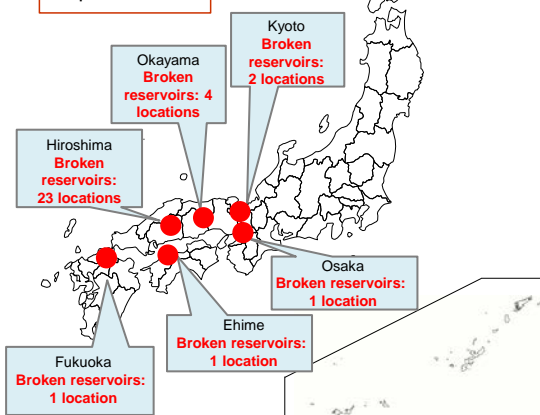 Kyoto
Broken reservoirs:
2 locations
Okayama
Broken
reservoirs: 4
locations
Hiroshima
Broken
reservoirs:
23 locations
Osaka
Broken reservoirs:
1 location
Ehime
Broken reservoirs:
1 location
Fukuoka
Broken reservoirs:
1 location